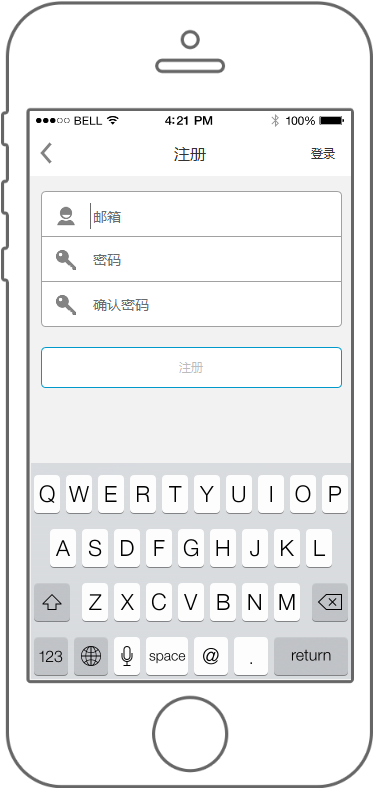 BELL 4:21 PM 100%
注册 登录
邮箱
密码
确认密码
注册
Q W E R T Y U I O P
A S D F G H J K L
Z X C V B N M
123 space @ . return